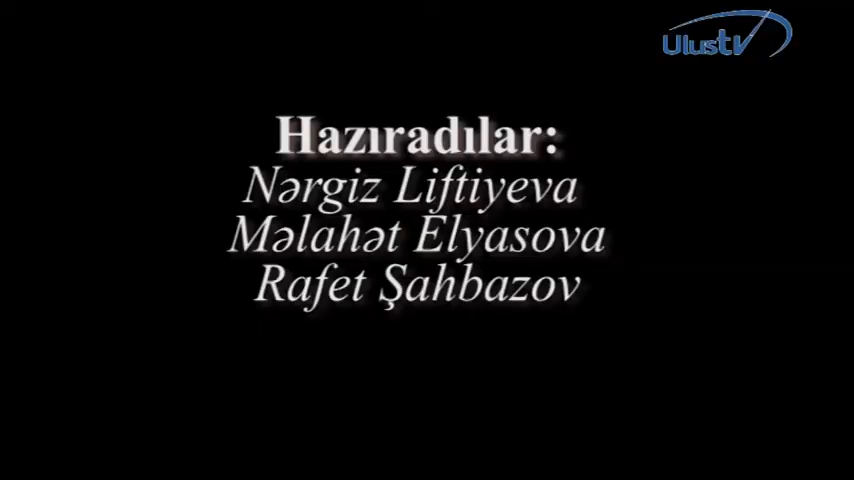 UlusTV
Hazıradılar:
Nərgiz Liftiyeva
Məlahət Elyasova
Rafet Şahbazov